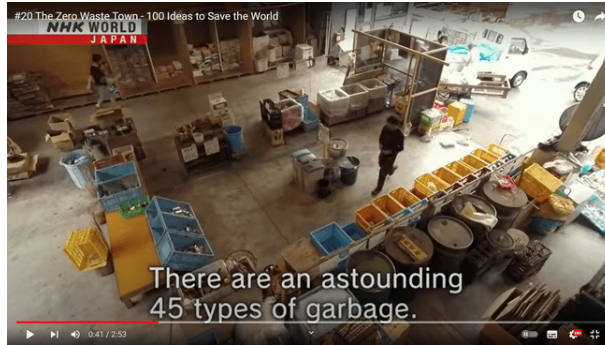 #20 The Zero Waste Town - 100 Ideas to Save the World
NHK WORLD
JAPAN
There are an astounding
45 types of garbage.
0:41 / 2:53